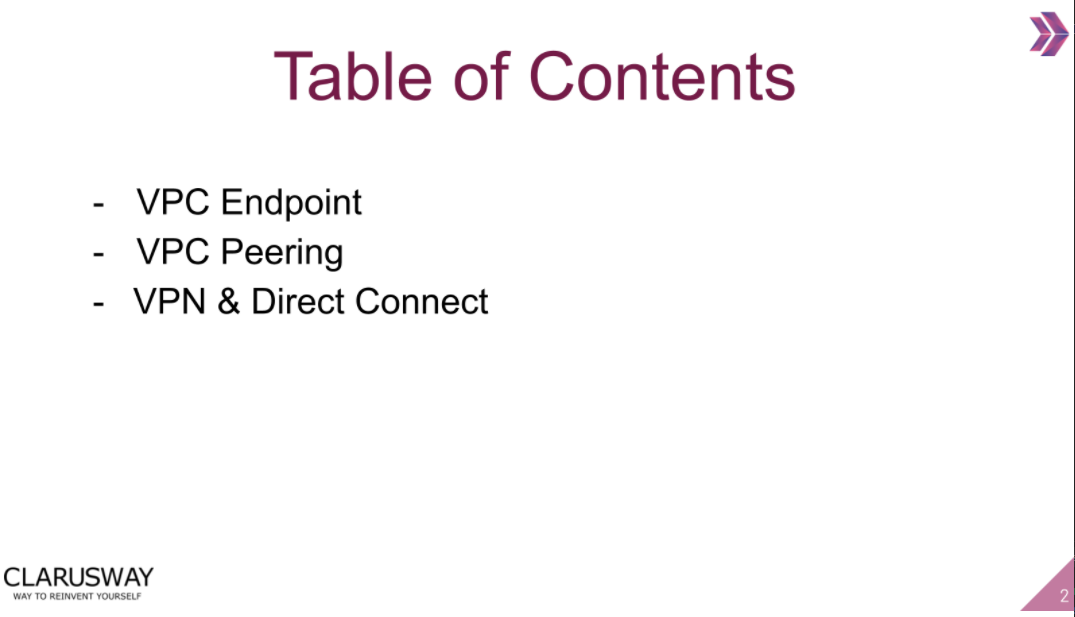 Table of Contents
- VPC Endpoint
- VPC Peering
- VPN & Direct Connect
CLARUSWAY
WAY TO REINVENT YOURSELF
2